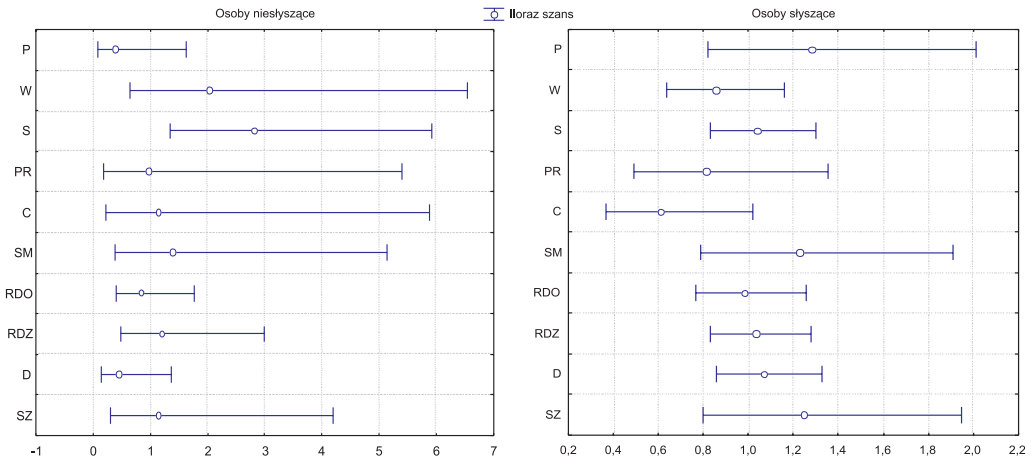 Osoby niesłyszące
Iloraz szans
Osoby słyszące
P
W
S
PR
C
SM
RDO
RDZ
D
SZ
-1 0 1 2 3 4 5 6 7
P
W
S
PR
C
SM
RDO
RDZ
D
SZ
0,2 0,4 0,6 0,8 1,0 1,2 1,4 1,6 1,8 2,0 2,2